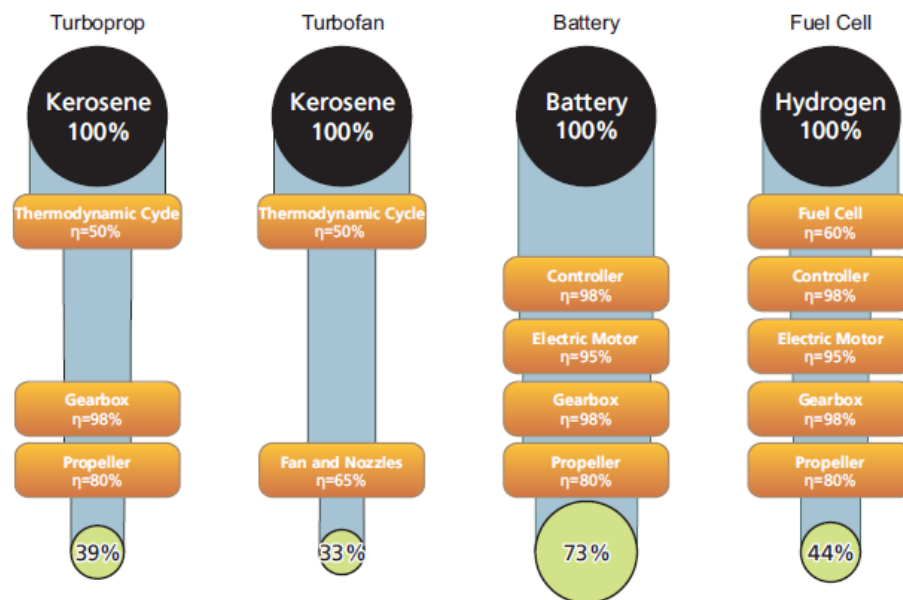 Turboprop
Kerosene
100%
Thermodynamic Cycle
η=50%
Gearbox
η=98%
Propeller
η=80%
39%
Turbofan
Kerosene
100%
Thermodynamic Cycle
η=50%
Fan and Nozzles
η=65%
33%
Battery
Battery
100%
Controller
η=98%
Electric Motor
η=95%
Gearbox
η=98%
Propeller
η=80%
73%
Fuel Cell
Hydrogen
100%
Fuel Cell
η=60%
Controller
η=98%
Electric Motor
η=95%
Gearbox
η=98%
Propeller
η=80%
44%